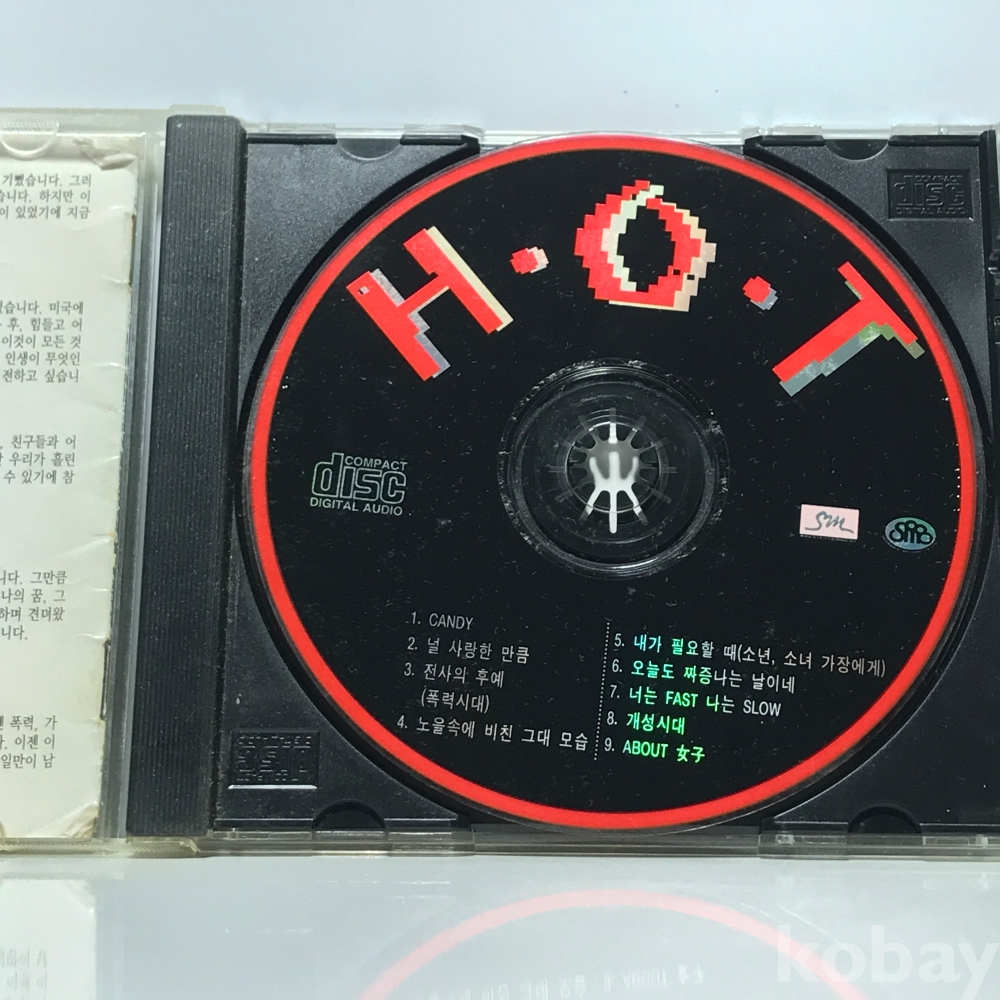 기뻤습니다. 그러
습니다. 하지만 이
이 있었기에 지금
었습니다. 미국에
후, 힘들고 어
이것이 모든 것
인생이 무엇인
전하고 싶습니
친구들과 어
우리가 흘린
수 있기에 참
니다. 그만큼
나의 꿈, 그
하며 견뎌왔
니다.
폭력, 가
이젠 이
일만이 남
H.O.T
COMPACT
disc
DIGITAL AUDIO
COMPACT
disc
DIGITAL AUDIO
SM
1. CANDY
2. 널 사랑한 만큼
3. 전사의 후예
(폭력시대)
4. 노을속에 비친 그대 모습
5. 내가 필요할 때(소년, 소녀 가장에게)
6. 오늘도 짜증나는 날이네
7. 너는 FAST 나는 SLOW
8. 개성시대
9. ABOUT 女子
kobay